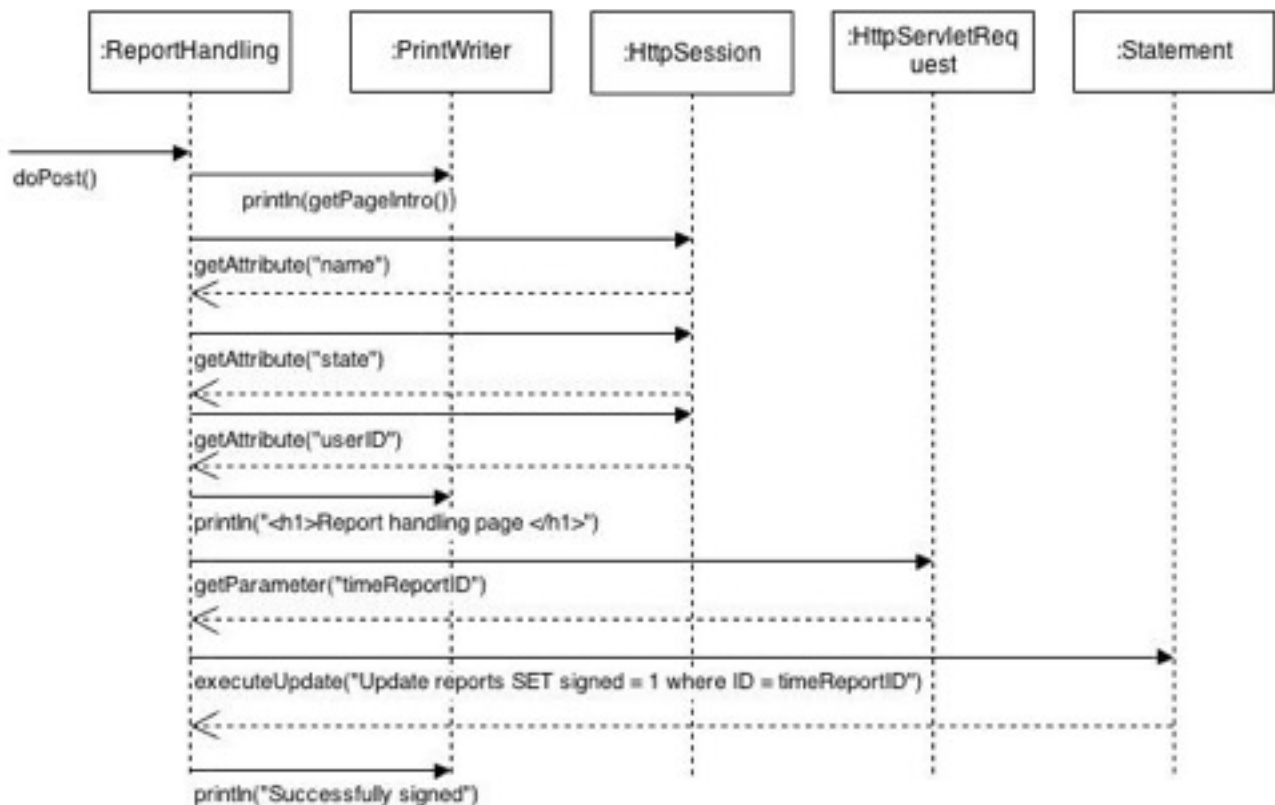 :ReportHandling
:PrintWriter
:HttpSession
:HttpServletReq
uest
:Statement
doPost()
println(getPageIntro())
getAttribute("name")
getAttribute("state")
getAttribute("userID")
println("<h1>Report handling page </h1>")
getParameter("timeReportID")
executeUpdate("Update reports SET signed = 1 where ID = timeReportID")
println("Successfully signed")